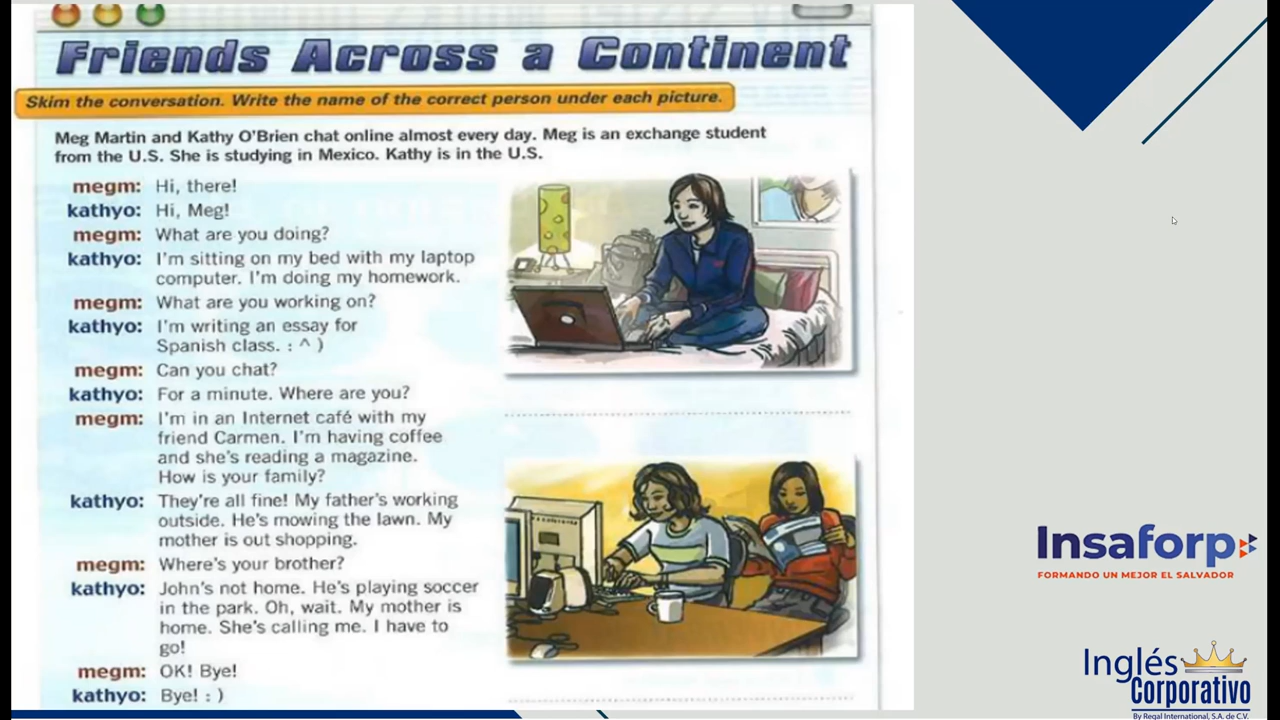 Friends Across a Continent
Skim the conversation. Write the name of the correct person under each picture.
Meg Martin and Kathy O'Brien chat online almost every day. Meg is an exchange student
from the U.S. She is studying in Mexico. Kathy is in the U.S.
megm: Hi, there!
kathyo: Hi, Meg!
megm: What are you doing?
kathyo: I'm sitting on my bed with my laptop
computer. I'm doing my homework.
megm: What are you working on?
kathyo: I'm writing an essay for
Spanish class. : ^ )
megm: Can you chat?
kathyo: For a minute. Where are you?
megm: I'm in an Internet café with my
friend Carmen. I'm having coffee
and she's reading a magazine.
How is your family?
kathyo: They're all fine! My father's working
outside. He's mowing the lawn. My
mother is out shopping.
megm: Where's your brother?
kathyo: John's not home. He's playing soccer
in the park. Oh, wait. My mother is
home. She's calling me. I have to
go!
megm: OK! Bye!
kathyo: Bye! : )
Insaforp
FORMANDO UN MEJOR EL SALVADOR
Inglés
Corporativo
By Regal International, S.A. de C.V.